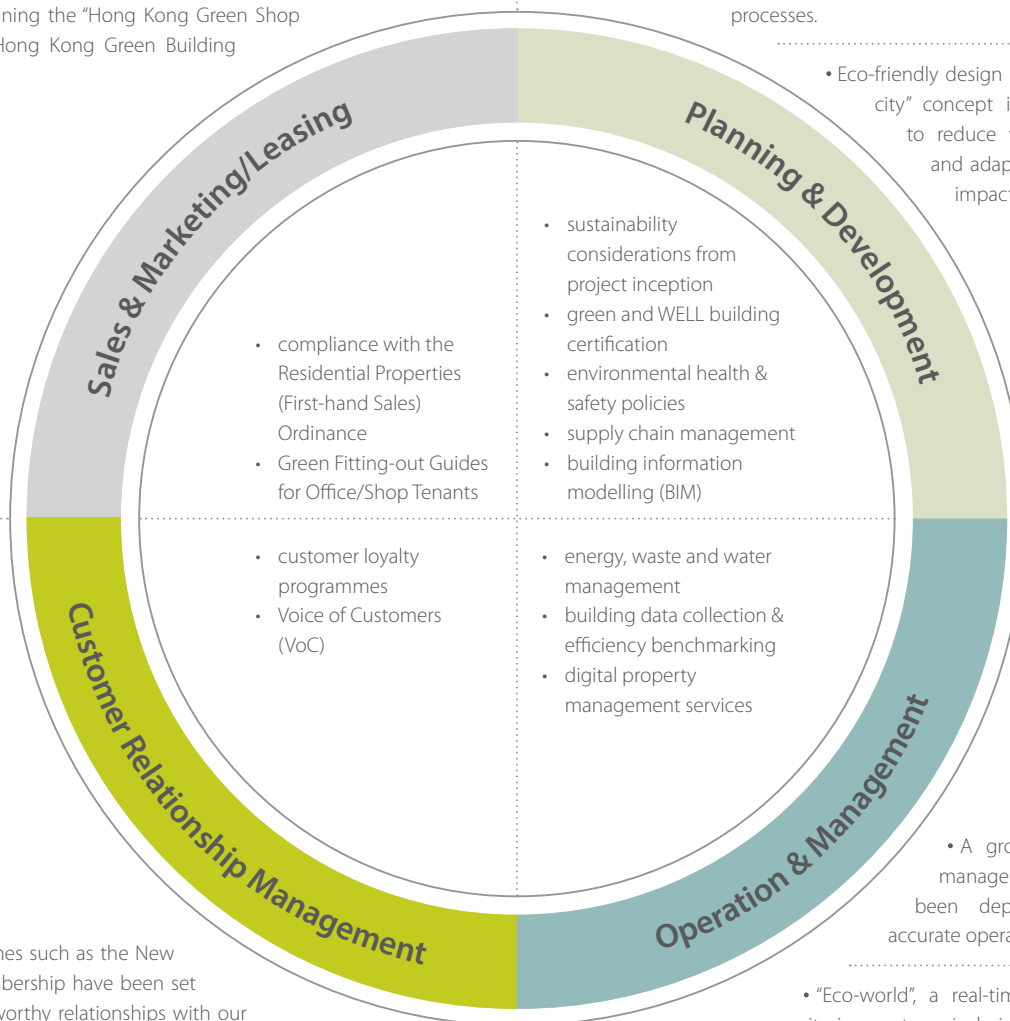 ning the “Hong Kong Green Shop
Hong Kong Green Building
processes.
• Eco-friendly design
city” concept
to reduce
and adap
impact
Sales & Marketing/Leasing
Planning & Development
• compliance with the
Residential Properties
(First-hand Sales)
Ordinance
• Green Fitting-out Guides
for Office/Shop Tenants
• sustainability
considerations from
project inception
• green and WELL building
certification
• environmental health &
safety policies
• supply chain management
• building information
modelling (BIM)
• customer loyalty
programmes
• Voice of Customers
(VoC)
• energy, waste and water
management
• building data collection &
efficiency benchmarking
• digital property
management services
Customer Relationship Management
Operation & Management
• A gro
manage
been dep
accurate opera
nes such as the New
bership have been set
worthy relationships with our
• “Eco-world”, a real-tim